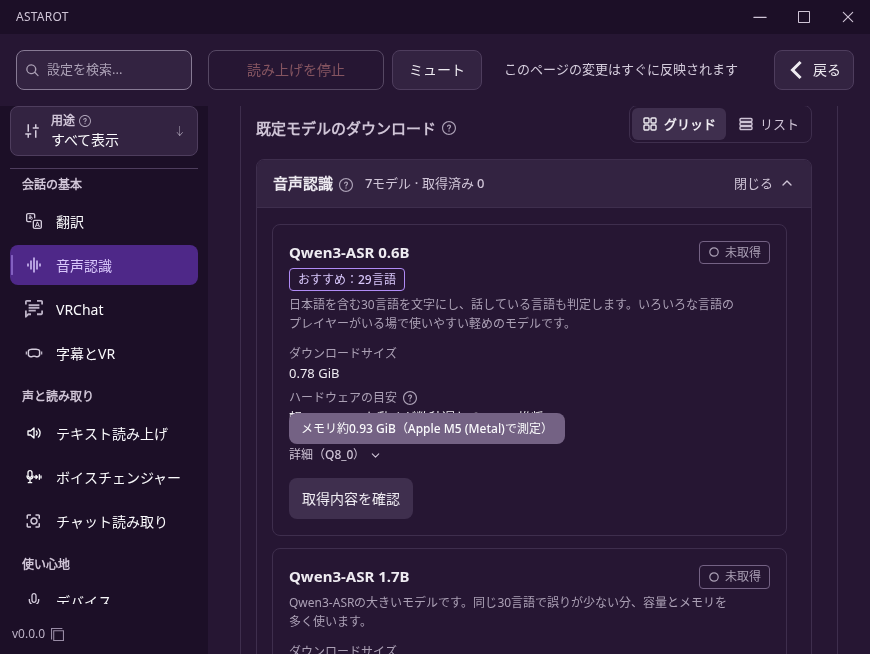 ASTAROT
設定を検索...
読み上げを停止
ミュート
このページの変更はすぐに反映されます
戻る
用途
すべて表示
会話の基本
翻訳
音声認識
VRChat
字幕とVR
声と読み取り
テキスト読み上げ
ボイスチェンジャー
チャット読み取り
使い心地
デバイス
v0.0.0
既定モデルのダウンロード
グリッド
リスト
音声認識
7モデル · 取得済み 0
閉じる
Qwen3-ASR 0.6B
未取得
おすすめ：29言語
日本語を含む30言語を文字にし、話している言語も判定します。いろいろな言語の
プレイヤーがいる場で使いやすい軽めのモデルです。
ダウンロードサイズ
0.78 GiB
ハードウェアの目安
メモリ約0.93 GiB（Apple M5 (Metal)で測定）
詳細（Q8_0）
取得内容を確認
Qwen3-ASR 1.7B
未取得
Qwen3-ASRの大きいモデルです。同じ30言語で誤りが少ない分、容量とメモリを
多く使います。
ダウンロードサイズ